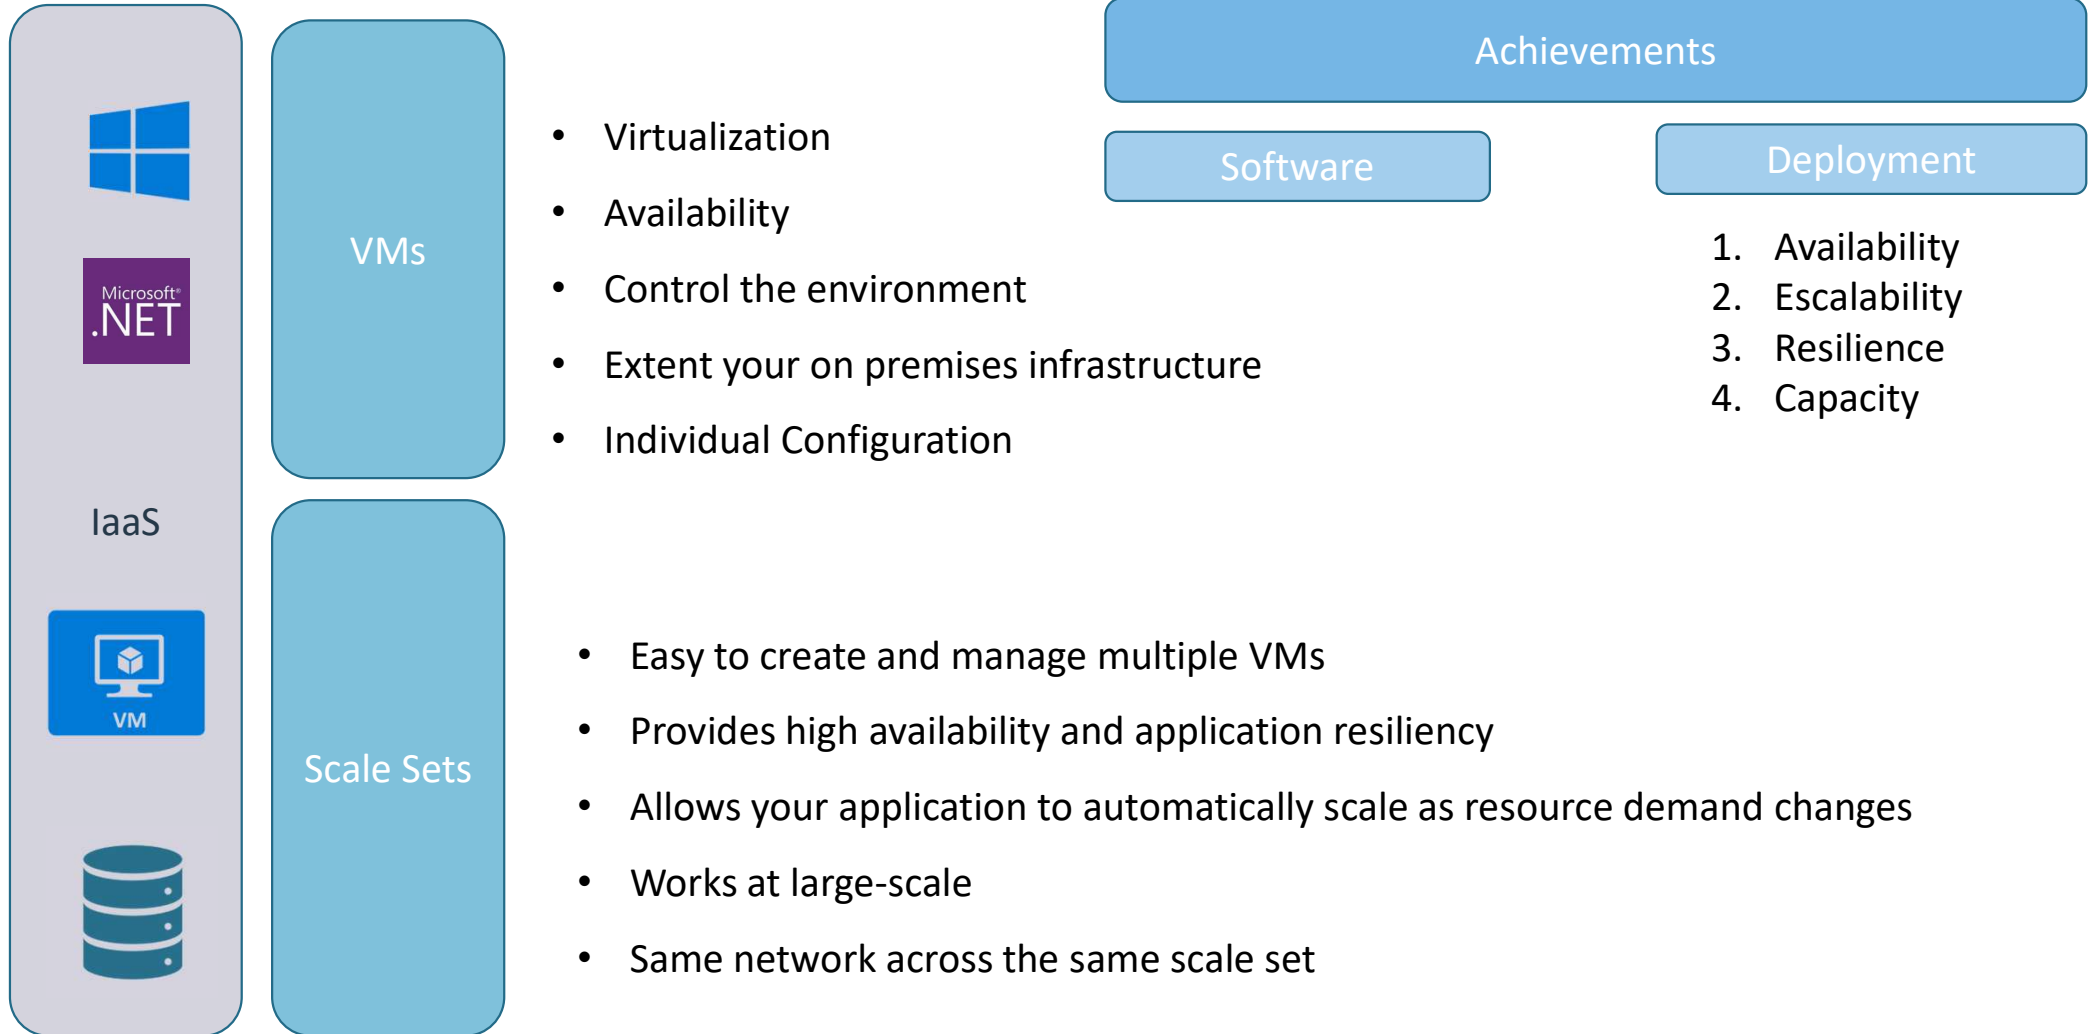 Microsoft®
.NET
IaaS
VM
VMs
• Virtualization
• Availability
• Control the environment
• Extent your on premises infrastructure
• Individual Configuration
Achievements
Software
Deployment
1. Availability
2. Escalability
3. Resilience
4. Capacity
Scale Sets
• Easy to create and manage multiple VMs
• Provides high availability and application resiliency
• Allows your application to automatically scale as resource demand changes
• Works at large-scale
• Same network across the same scale set